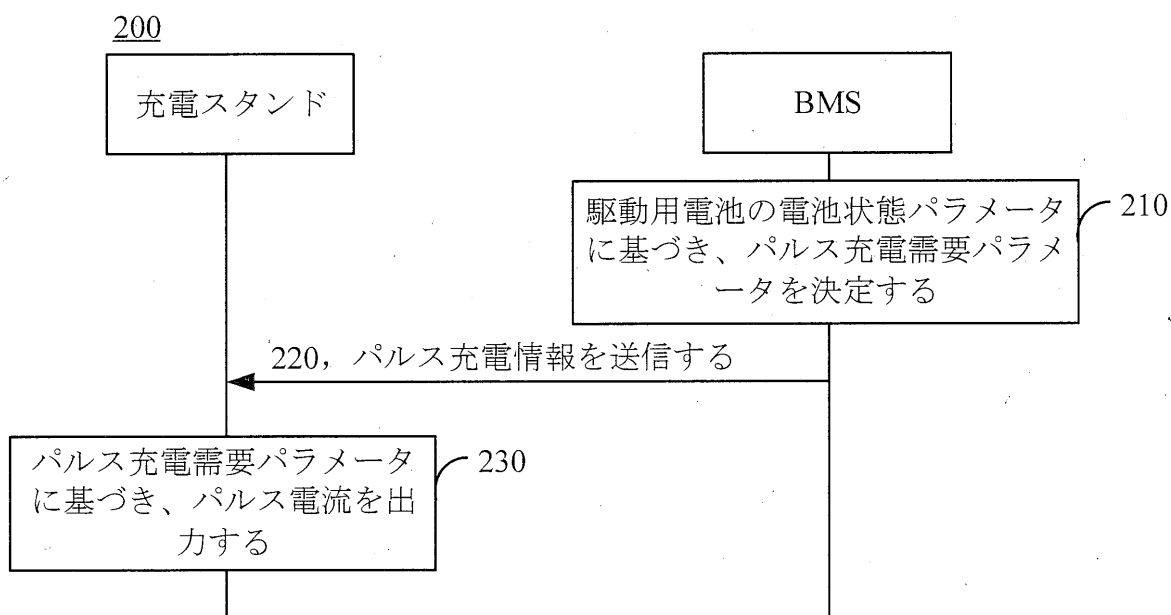 200
充電スタンド
BMS
駆動用電池の電池状態パラメータ
に基づき、パルス充電需要パラメ
ータを決定する
210
220，パルス充電情報を送信する
パルス充電需要パラメータ
に基づき、パルス電流を出
力する
230